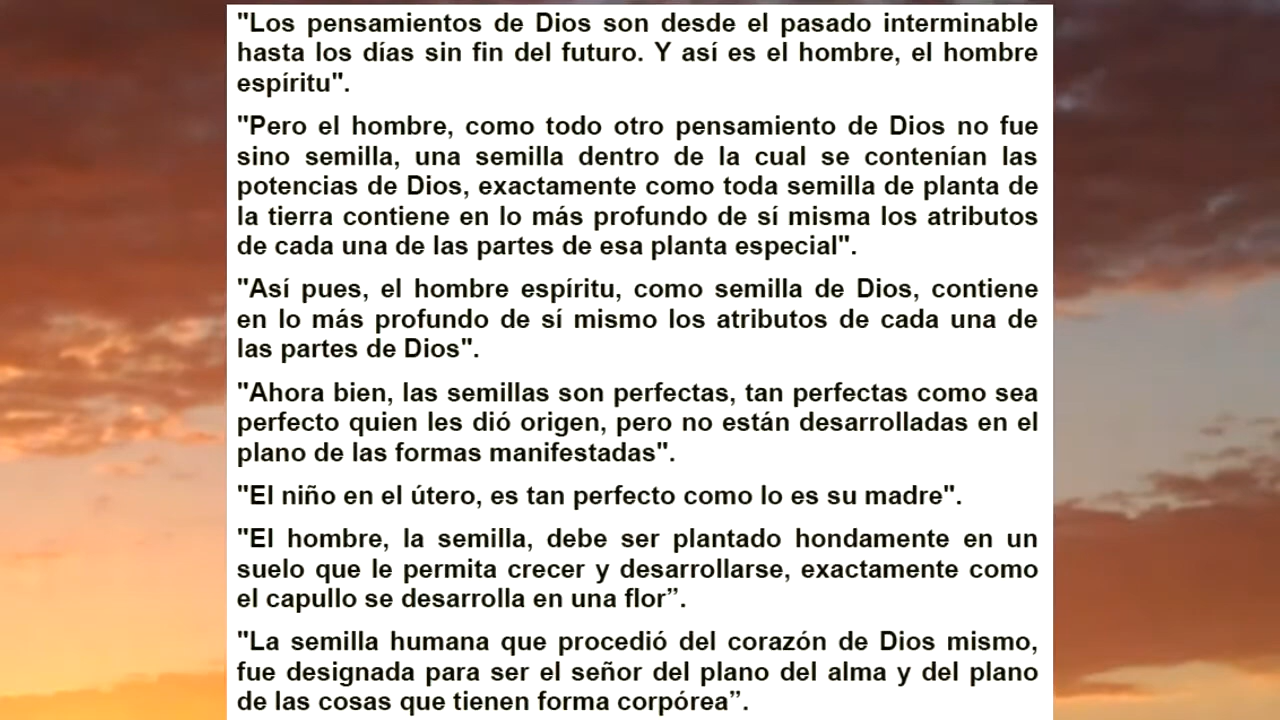 "Los pensamientos de Dios son desde el pasado interminable
hasta los días sin fin del futuro. Y así es el hombre, el hombre
espíritu".
"Pero el hombre, como todo otro pensamiento de Dios no fue
sino semilla, una semilla dentro de la cual se contenían las
potencias de Dios, exactamente como toda semilla de planta de
la tierra contiene en lo más profundo de sí misma los atributos
de cada una de las partes de esa planta especial".
"Así pues, el hombre espíritu, como semilla de Dios, contiene
en lo más profundo de sí mismo los atributos de cada una de
las partes de Dios".
"Ahora bien, las semillas son perfectas, tan perfectas como sea
perfecto quien les dió origen, pero no están desarrolladas en el
plano de las formas manifestadas".
"El niño en el útero, es tan perfecto como lo es su madre".
"El hombre, la semilla, debe ser plantado hondamente en un
suelo que le permita crecer y desarrollarse, exactamente como
el capullo se desarrolla en una flor”.
"La semilla humana que procedió del corazón de Dios mismo,
fue designada para ser el señor del plano del alma y del plano
de las cosas que tienen forma corpórea”.